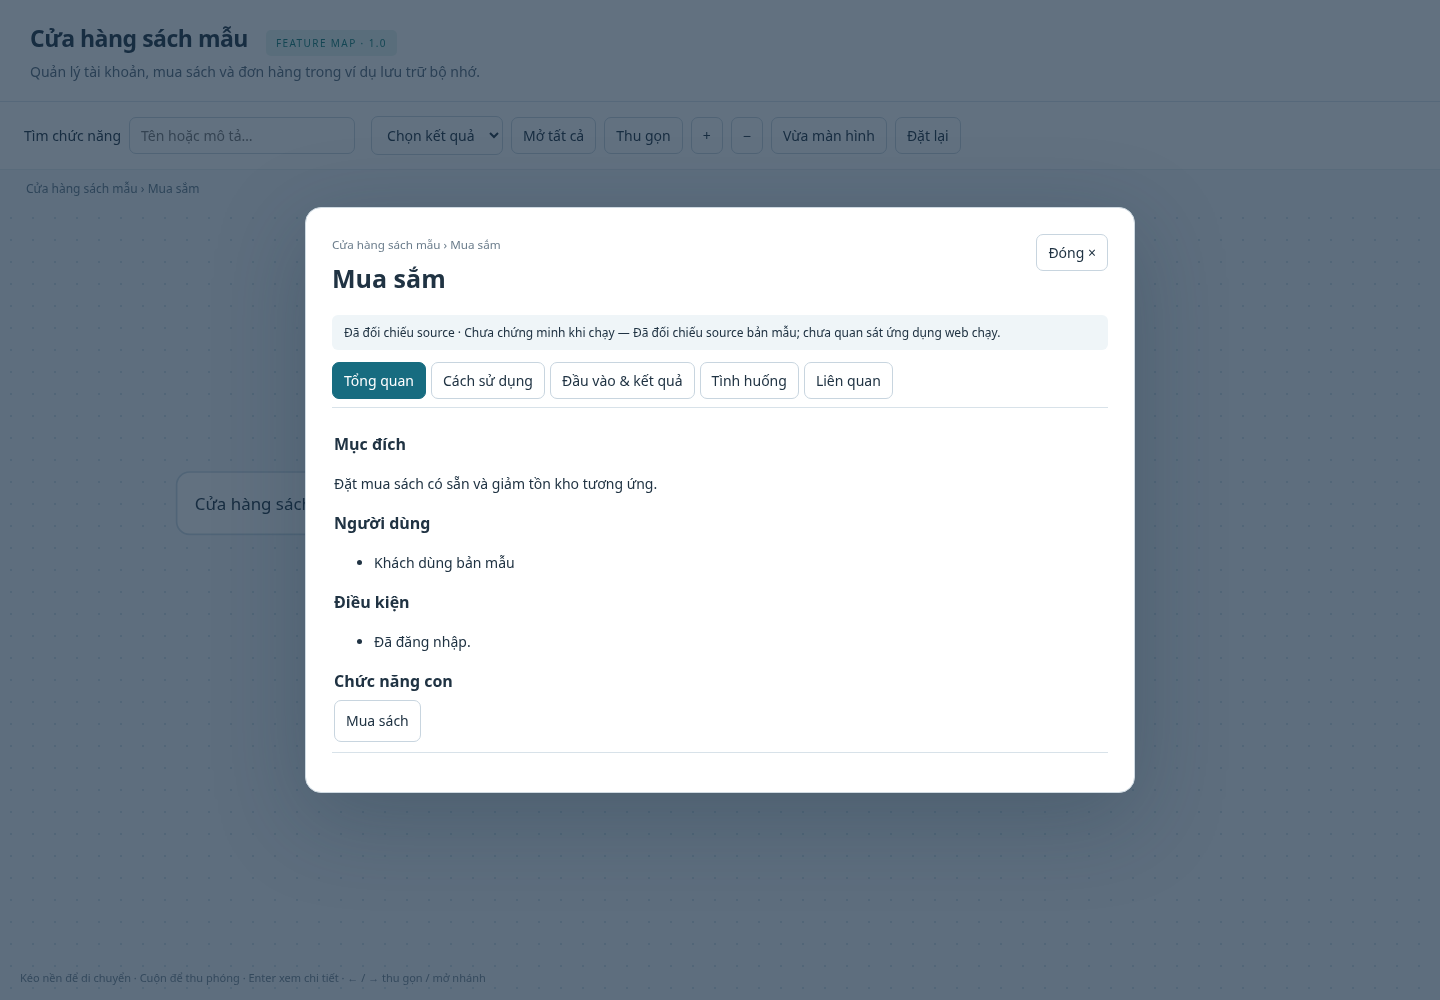 Cửa hàng sách mẫu
FEATURE MAP · 1.0
Quản lý tài khoản, mua sách và đơn hàng trong ví dụ lưu trữ bộ nhớ.
Tìm chức năng
Tên hoặc mô tả...
Chọn kết quả
Mở tất cả
Thu gọn
+
−
Vừa màn hình
Đặt lại
Cửa hàng sách mẫu › Mua sắm
Cửa hàng sách mẫu › Mua sắm
Đóng ×
Mua sắm
Đã đối chiếu source · Chưa chứng minh khi chạy — Đã đối chiếu source bản mẫu; chưa quan sát ứng dụng web chạy.
Tổng quan
Cách sử dụng
Đầu vào & kết quả
Tình huống
Liên quan
Mục đích
Đặt mua sách có sẵn và giảm tồn kho tương ứng.
Người dùng
• Khách dùng bản mẫu
Điều kiện
• Đã đăng nhập.
Chức năng con
Mua sách
Cửa hàng sách
Kéo nền để di chuyển · Cuộn để thu phóng · Enter xem chi tiết · ← / → thu gọn / mở nhánh